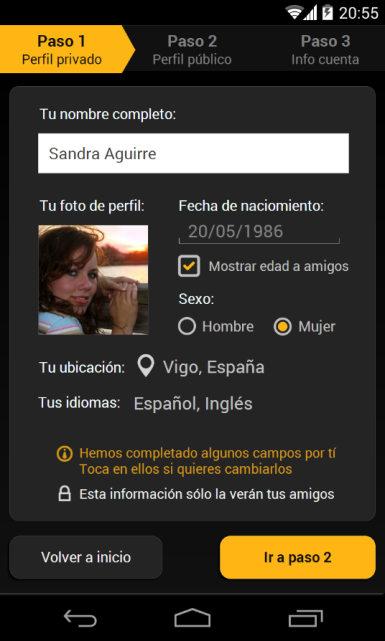 20:55
Paso 1
Perfil privado
Paso 2
Perfil público
Paso 3
Info cuenta
Tu nombre completo:
Sandra Aguirre
Tu foto de perfil:
Fecha de naciomiento:
20/05/1986
Mostrar edad a amigos
Sexo:
Hombre
Mujer
Tu ubicación:
Vigo, España
Tus idiomas:
Español, Inglés
Hemos completado algunos campos por tí
Toca en ellos si quieres cambiarlos
Esta información sólo la verán tus amigos
Volver a inicio
Ir a paso 2